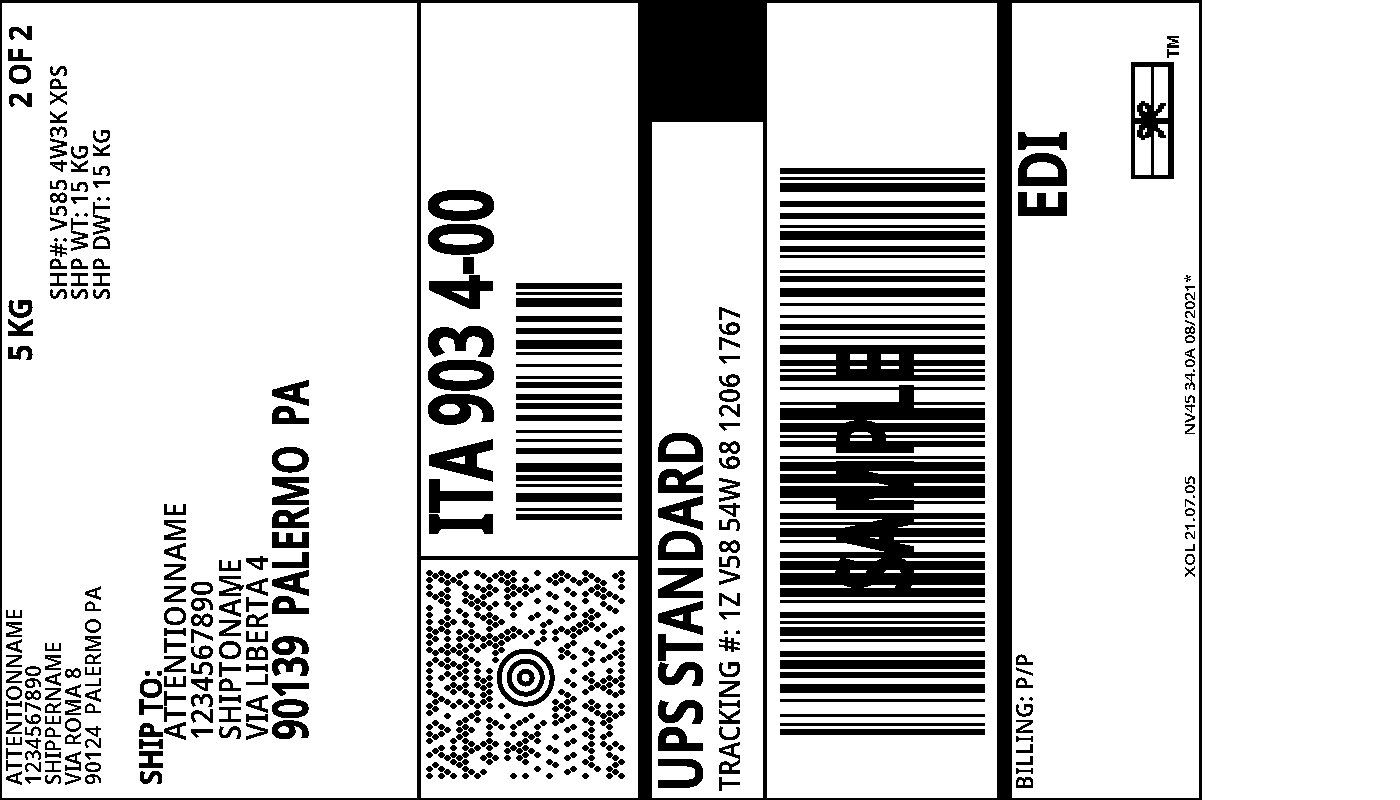 ATTENTIONNAME
1234567890
SHIPPERNAME
VIA ROMA 8
90124 PALERMO PA
5 KG
2 OF 2
SHP#: V585 4W3K XPS
SHP WT: 15 KG
SHP DWT: 15 KG
SHIP TO:
ATTENTIONNAME
1234567890
SHIPTONAME
VIA LIBERTA 4
90139 PALERMO PA
ITA 903 4-00
UPS STANDARD
TRACKING #: 1Z V58 54W 68 1206 1767
SAMPLE
BILLING: P/P
EDI
TM
XOL 21.07.05 NV45 34.0A 08/2021*